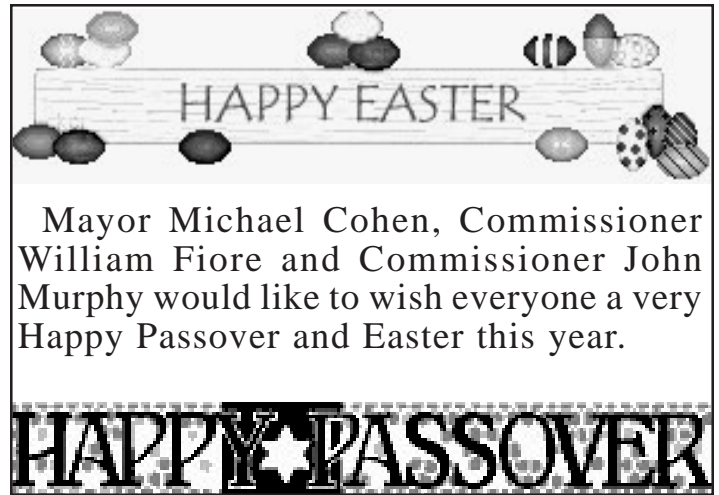 HAPPY EASTER
Mayor Michael Cohen, Commissioner
William Fiore and Commissioner John
Murphy would like to wish everyone a very
Happy Passover and Easter this year.
HAPPY PASSOVER